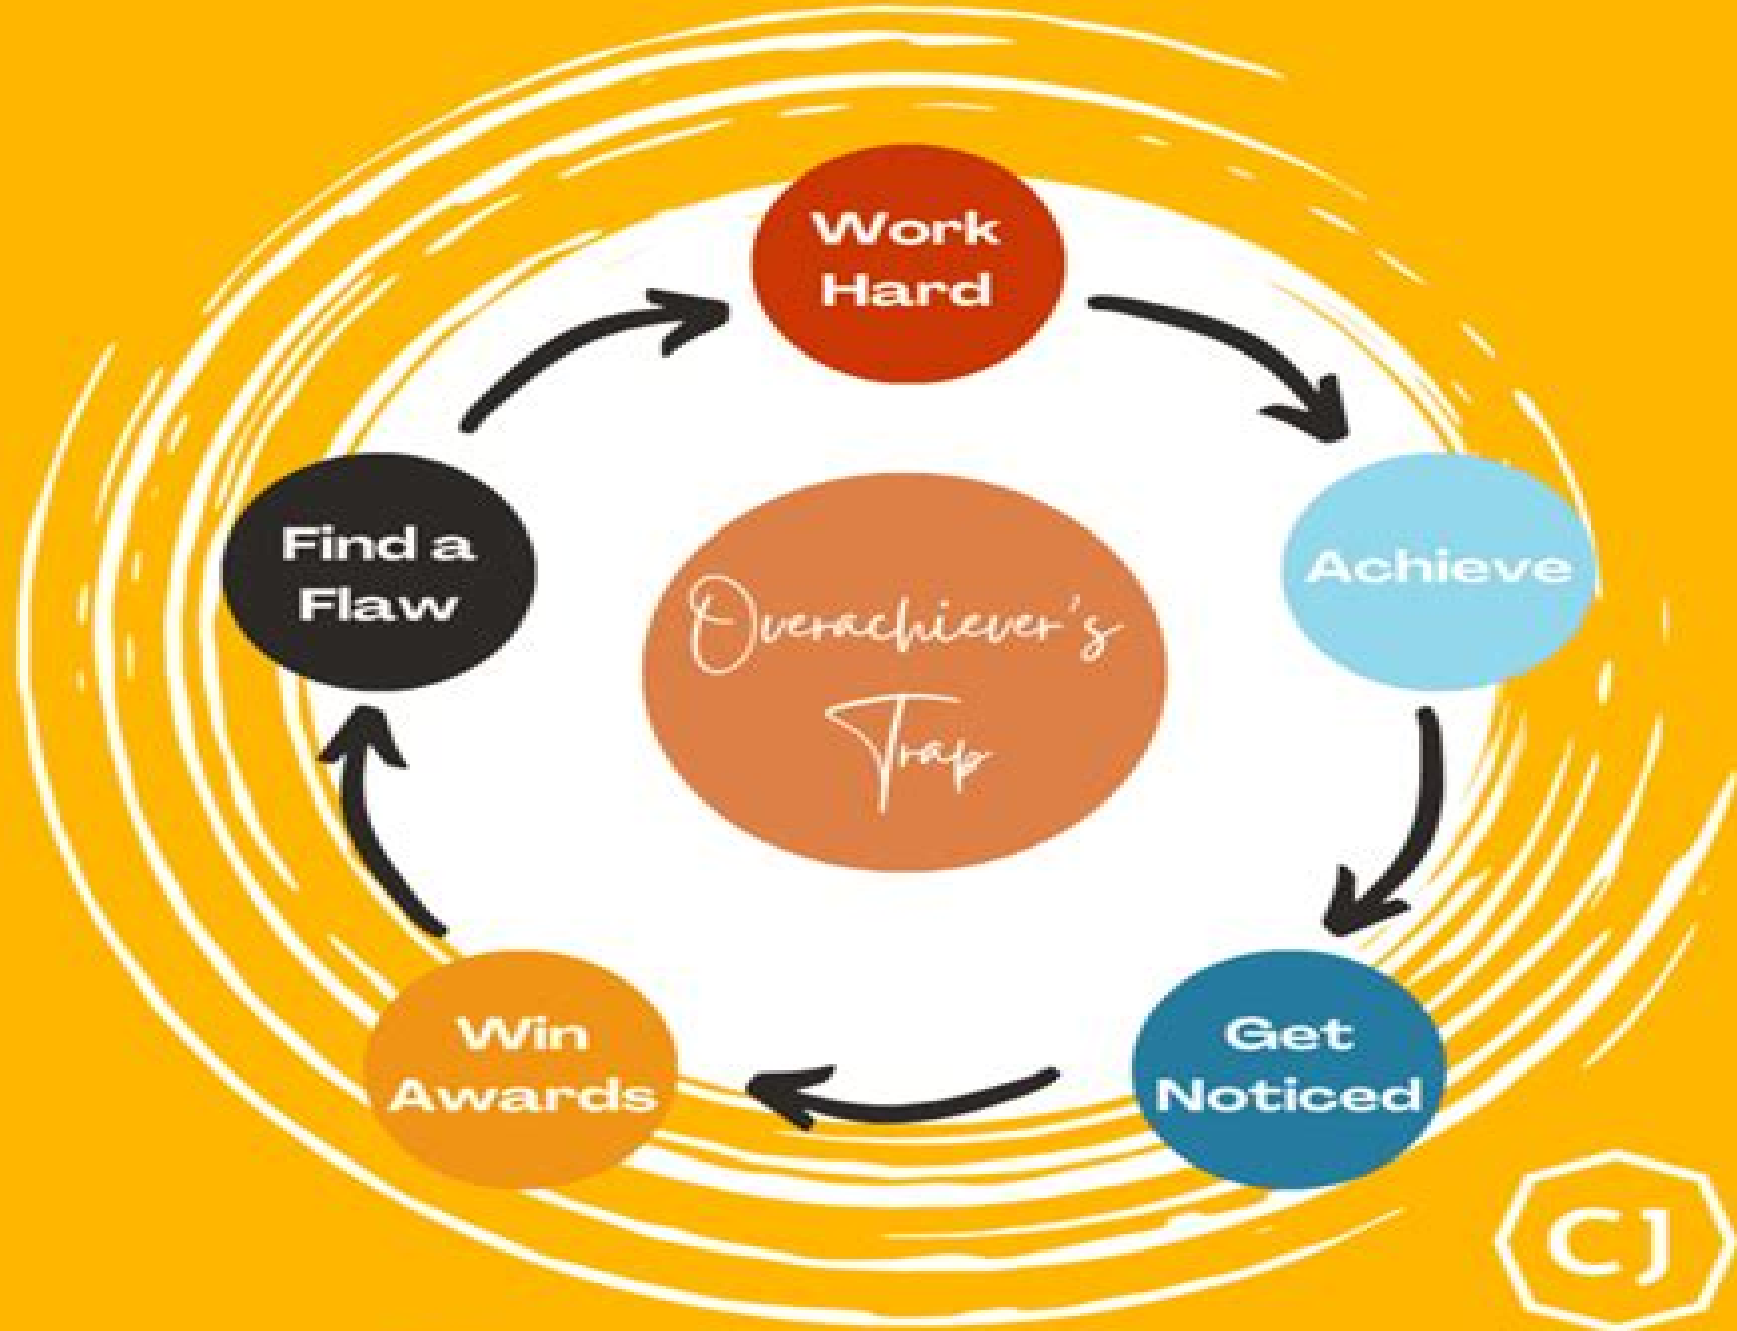 Work
Hard
Achieve
Get
Noticed
Win
Awards
Find a
Flaw
Overachiever's
Trap
CJ